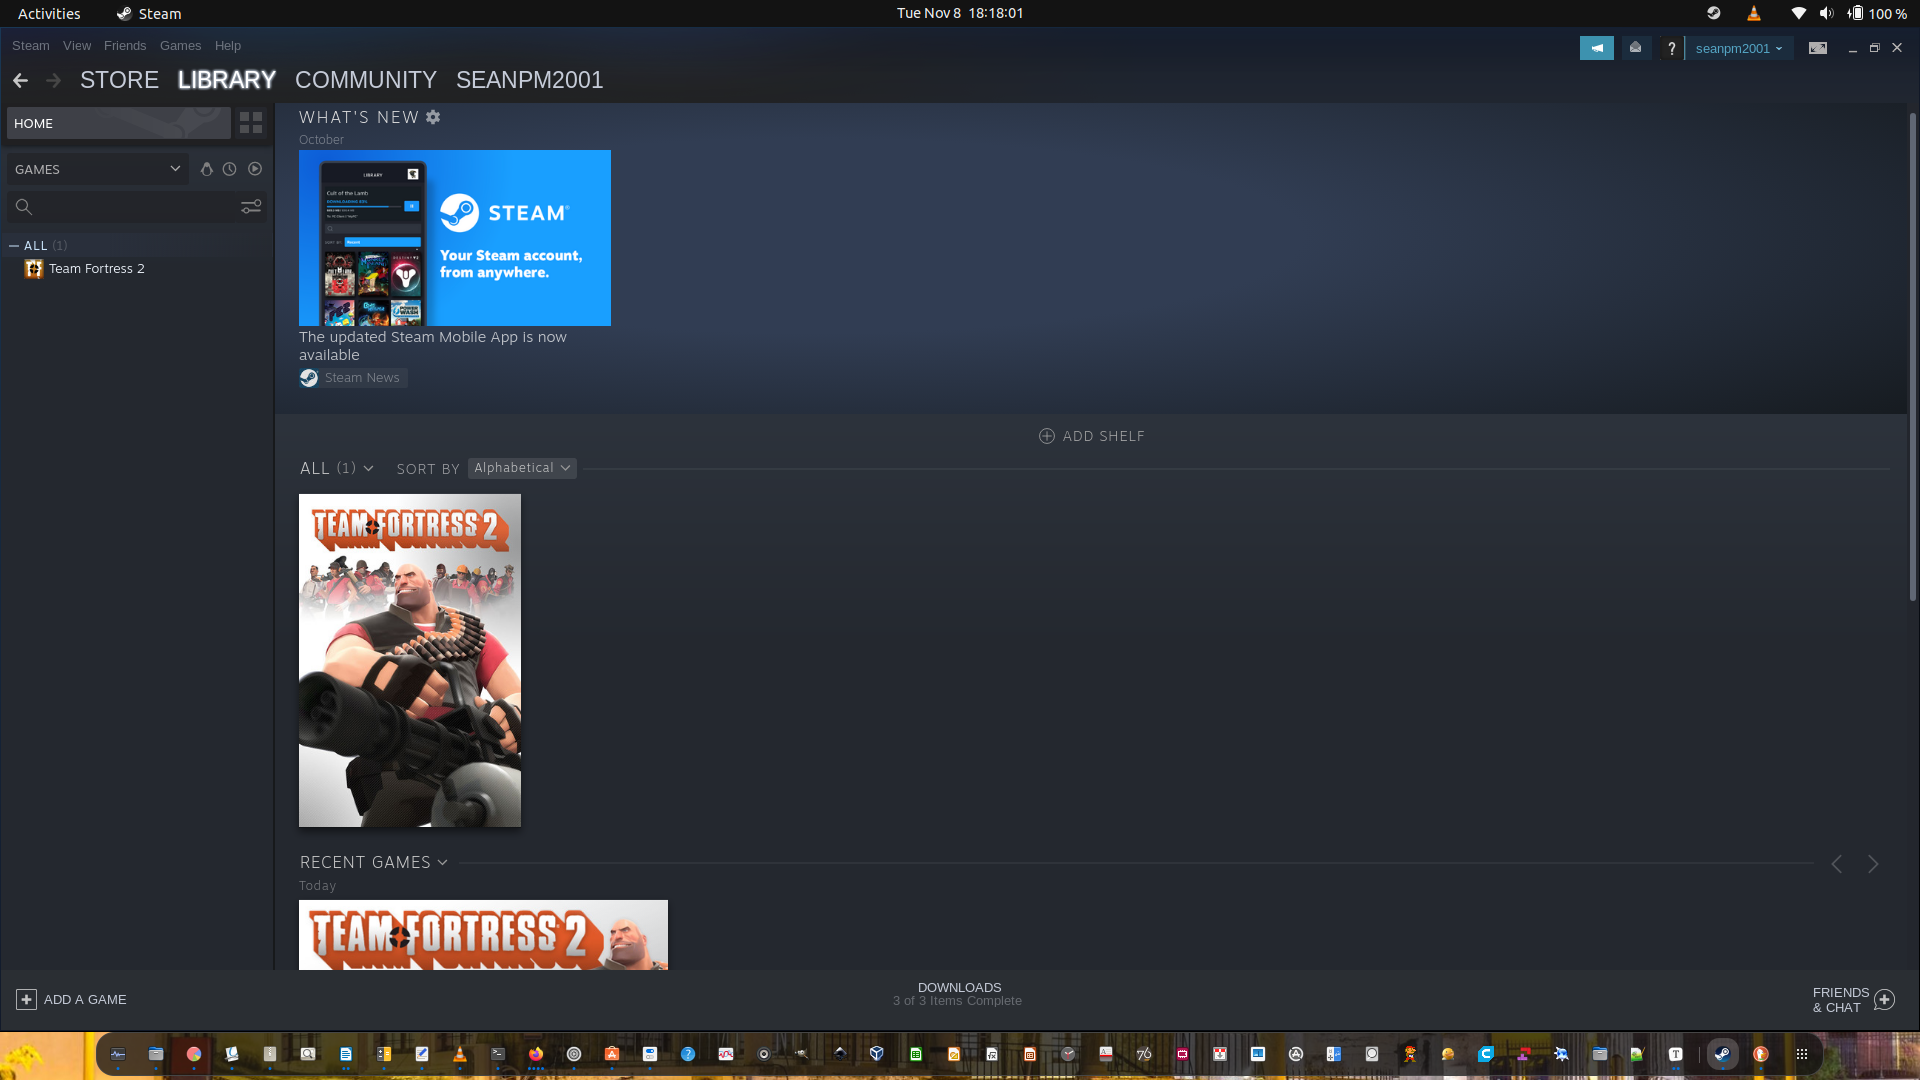 Activities Steam Tue Nov 8 18:18:01 100 %
Steam View Friends Games Help ? seanpm2001
STORE LIBRARY COMMUNITY SEANPM2001
HOME
GAMES
ALL (1)
Team Fortress 2
WHAT'S NEW
October
LIBRARY
Cult of the Lamb
STEAM
Your Steam account,
from anywhere.
The updated Steam Mobile App is now
available
Steam News
ADD SHELF
ALL (1) SORT BY Alphabetical
TEAM FORTRESS 2
RECENT GAMES
Today
TEAM FORTRESS 2
ADD A GAME
DOWNLOADS
3 of 3 Items Complete
FRIENDS
& CHAT